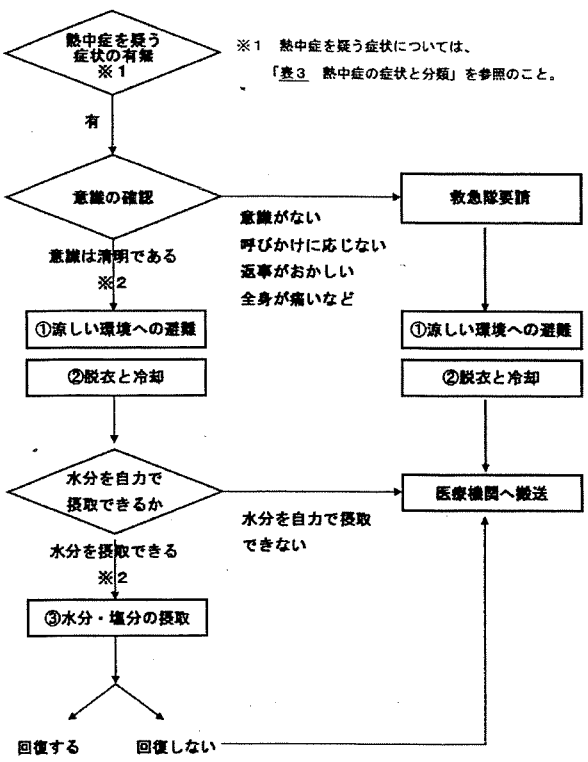 熱中症を疑う
症状の有無
※１
※１　熱中症を疑う症状については、
「表３　熱中症の症状と分類」を参照のこと。
有
意識の確認
救急隊要請
意識がない
呼びかけに応じない
返事がおかしい
全身が痛いなど
意識は清明である
※２
①涼しい環境への避難
①涼しい環境への避難
②脱衣と冷却
②脱衣と冷却
水分を自力で
摂取できるか
医療機関へ搬送
水分を自力で摂取
できない
水分を摂取できる
※２
③水分・塩分の摂取
回復する
回復しない